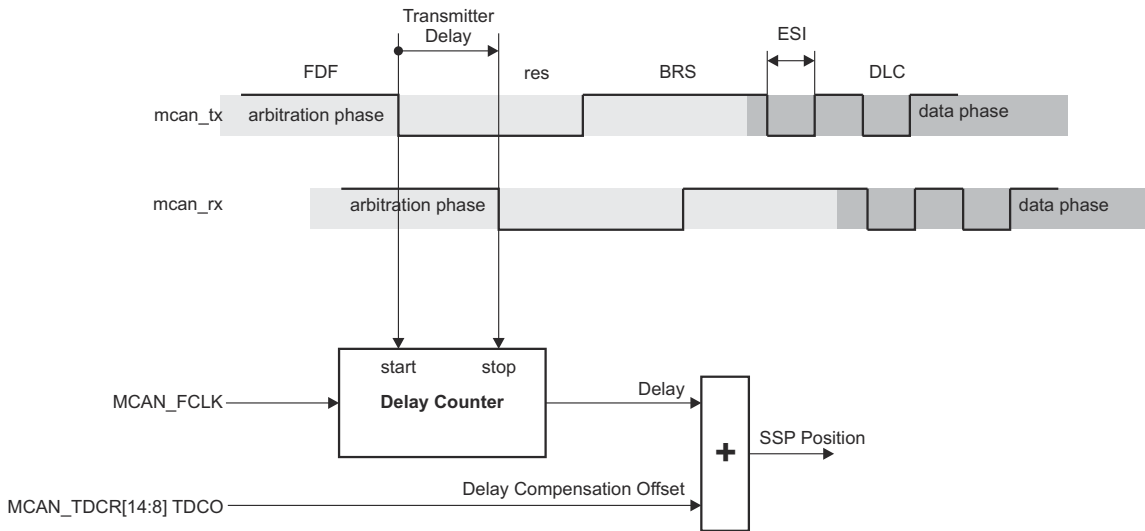 Transmitter
Delay
ESI
FDF
res
BRS
DLC
mcan_tx
arbitration phase
data phase
mcan_rx
arbitration phase
data phase
start
stop
MCAN_FCLK
Delay Counter
Delay
+
SSP Position
MCAN_TDCR[14:8] TDCO
Delay Compensation Offset